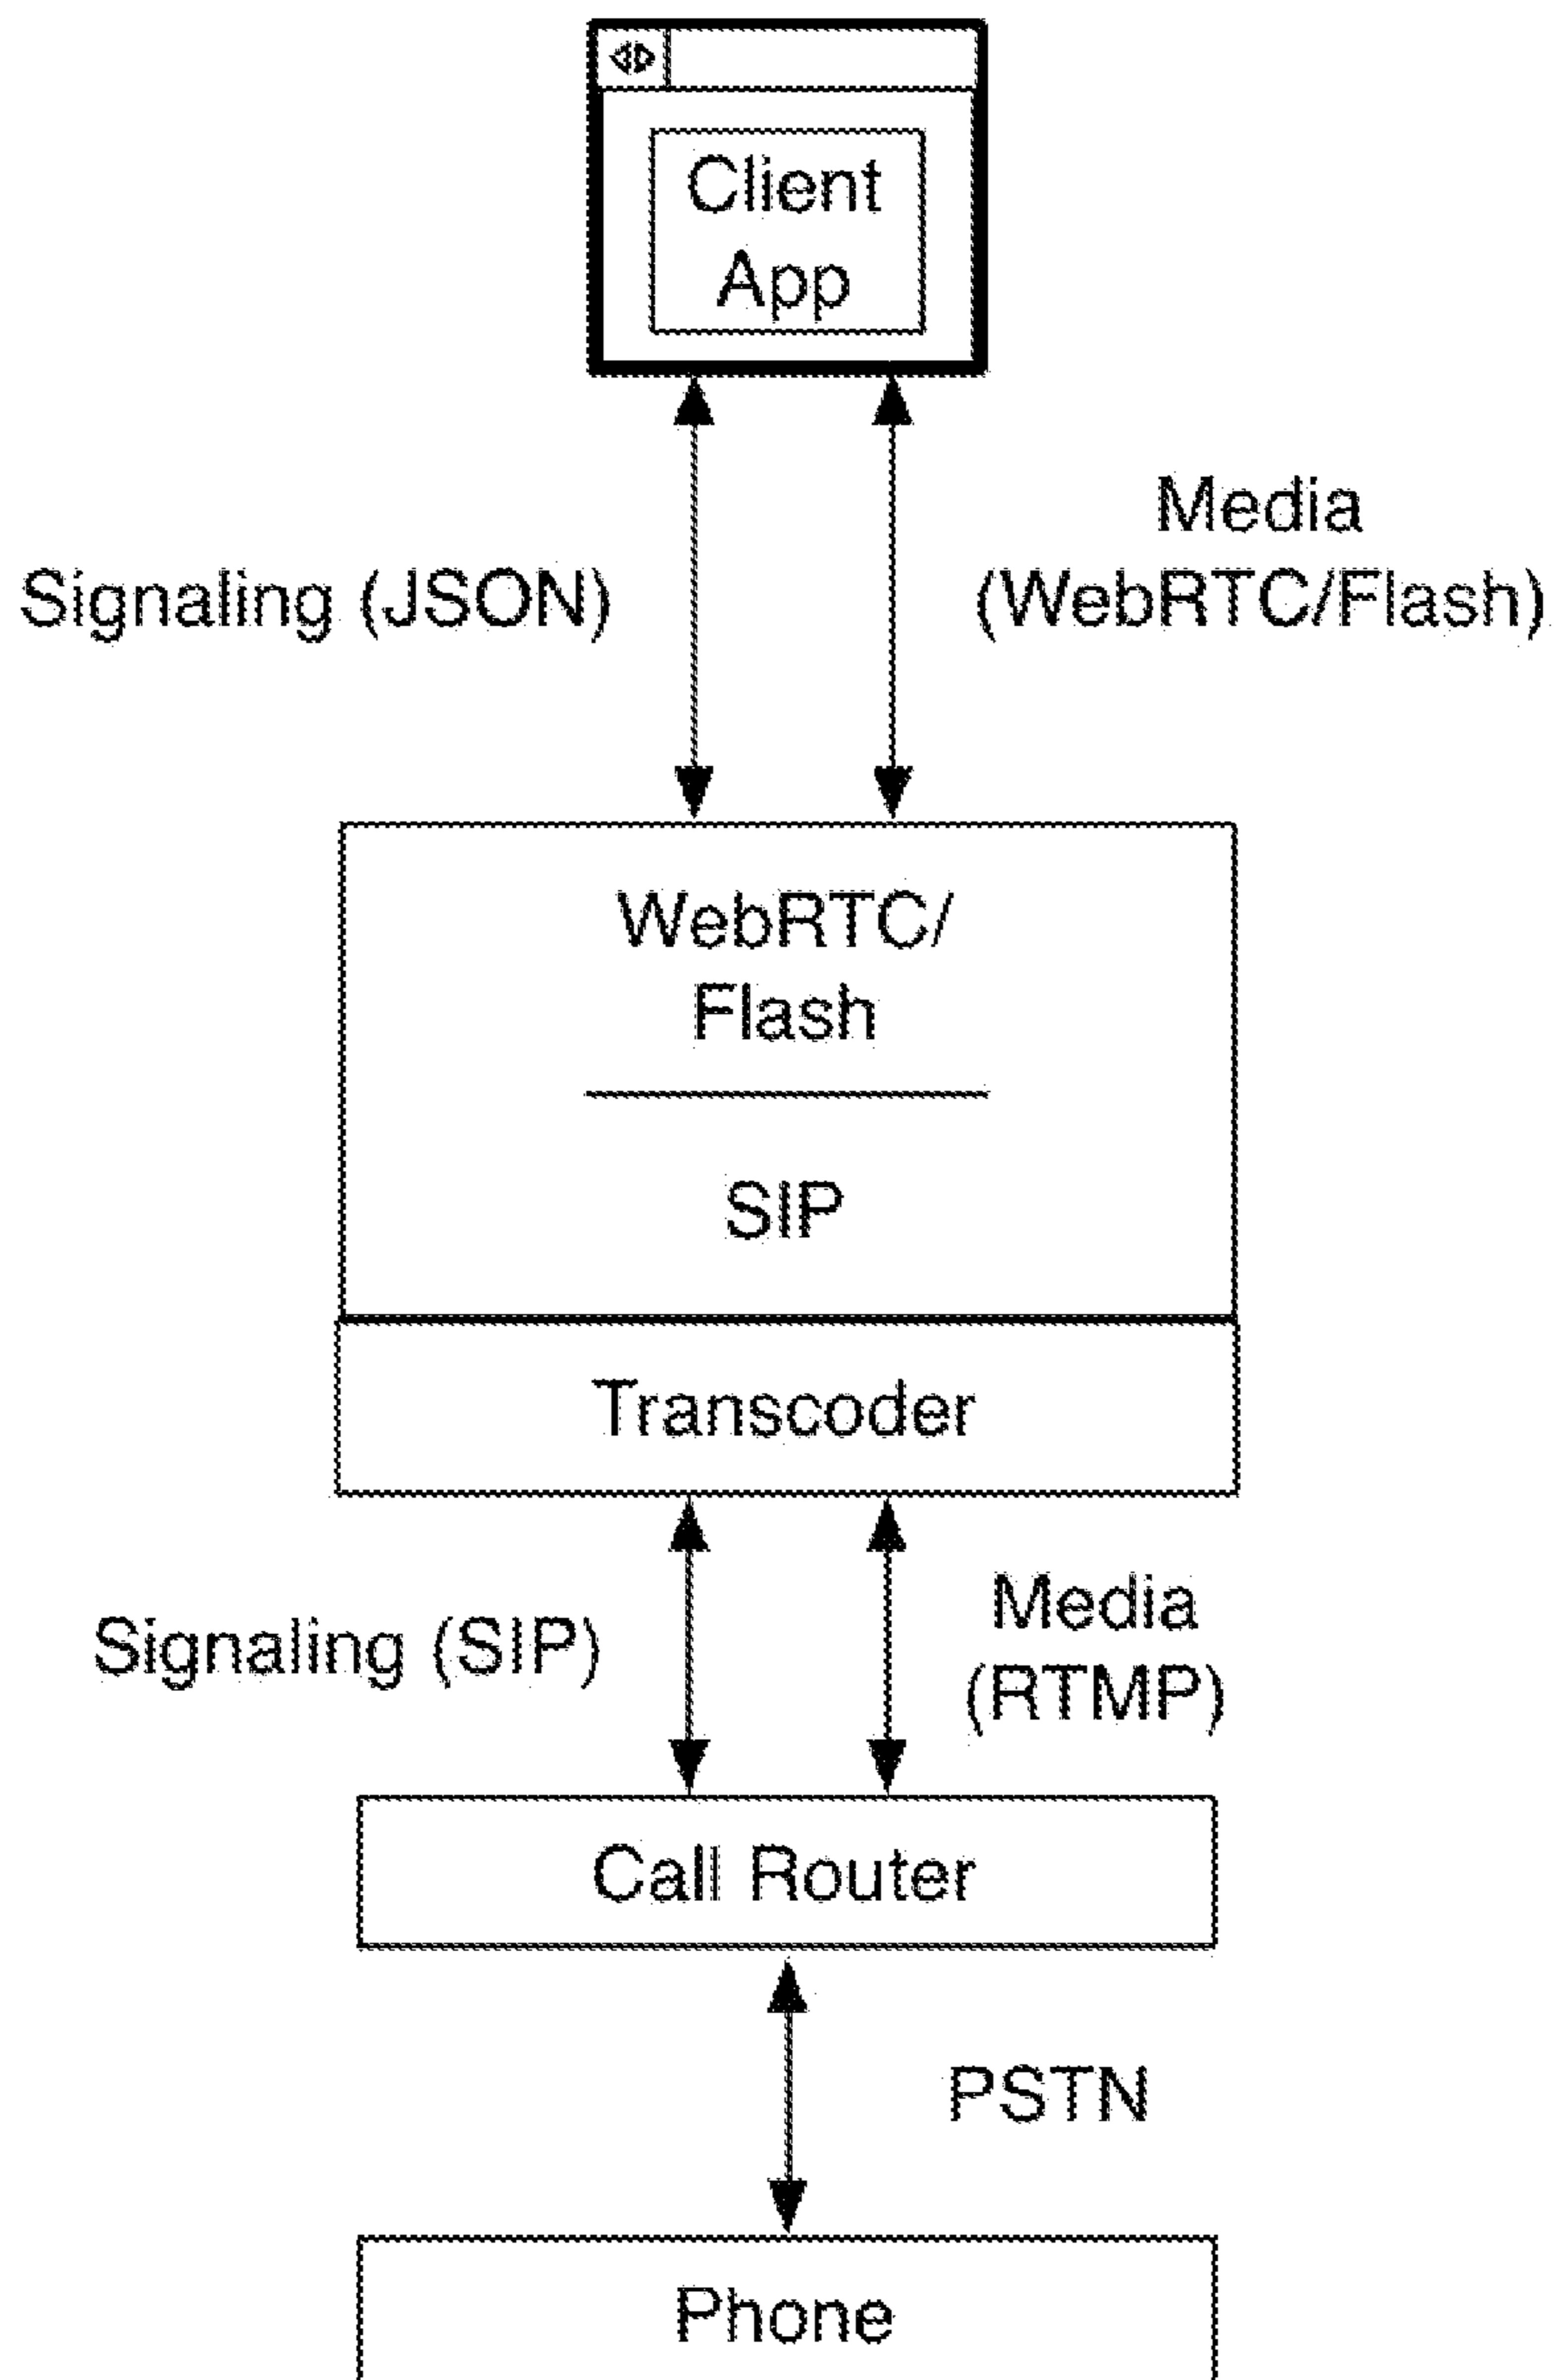 Client
App
Media
Signaling (JSON)
(WebRTC/Flash)
WebRTC/
Flash
SIP
Transcoder
Media
Signaling (SIP)
(RTMP)
Call Router
PSTN
Phone